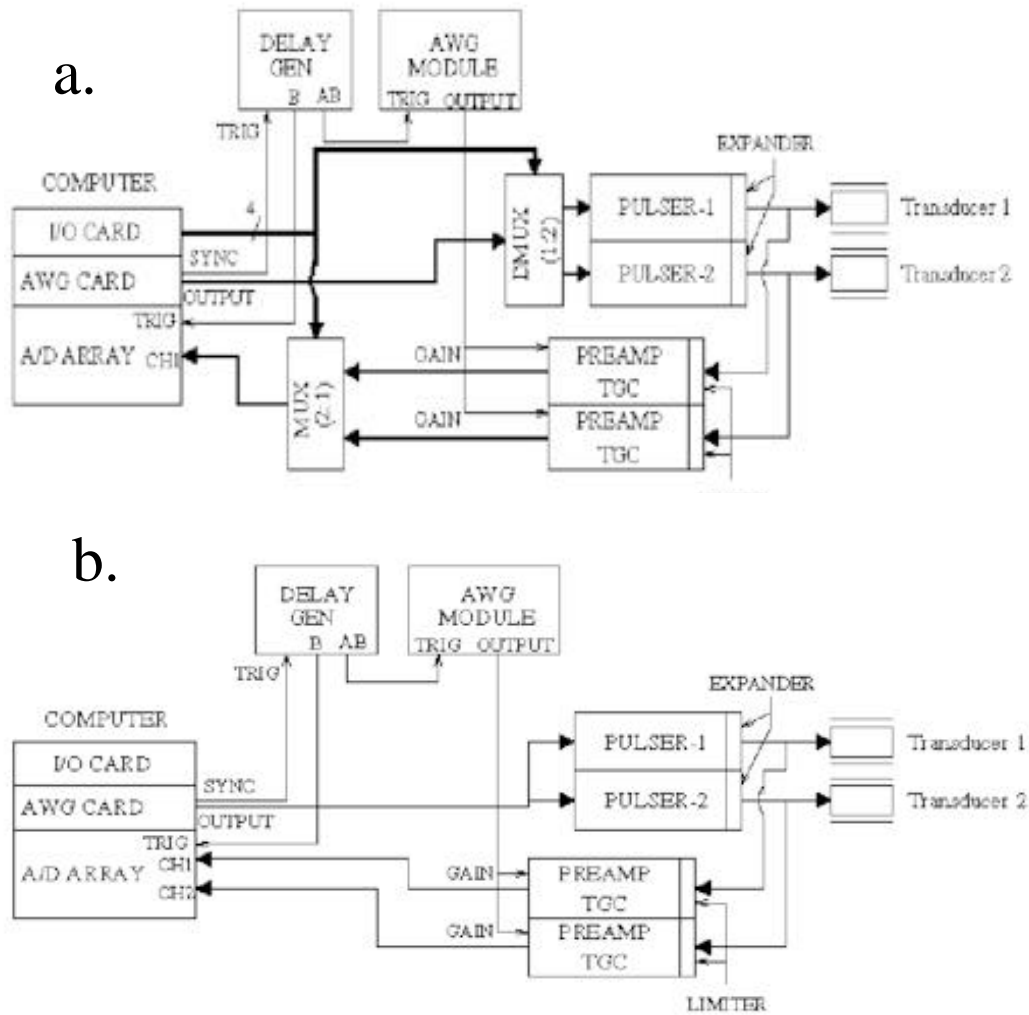 a.
DELAY
GEN
B AB
AWG
MODULE
TRIG OUTPUT
TRIG
EXPANDER
COMPUTER
I/O CARD
4
SYNC
AWG CARD
OUTPUT
TRIG
A/D ARRAY CH1
DMUX
(1:2)
PULSER-1
PULSER-2
Transducer 1
Transducer 2
MUX
(2:1)
GAIN
PREAMP
TGC
GAIN
PREAMP
TGC
b.
DELAY
GEN
B AB
AWG
MODULE
TRIG OUTPUT
TRIG
EXPANDER
COMPUTER
I/O CARD
SYNC
AWG CARD
OUTPUT
TRIG
CH1
A/D ARRAY
CH2
PULSER-1
PULSER-2
Transducer 1
Transducer 2
GAIN
PREAMP
TGC
GAIN
PREAMP
TGC
LIMITER